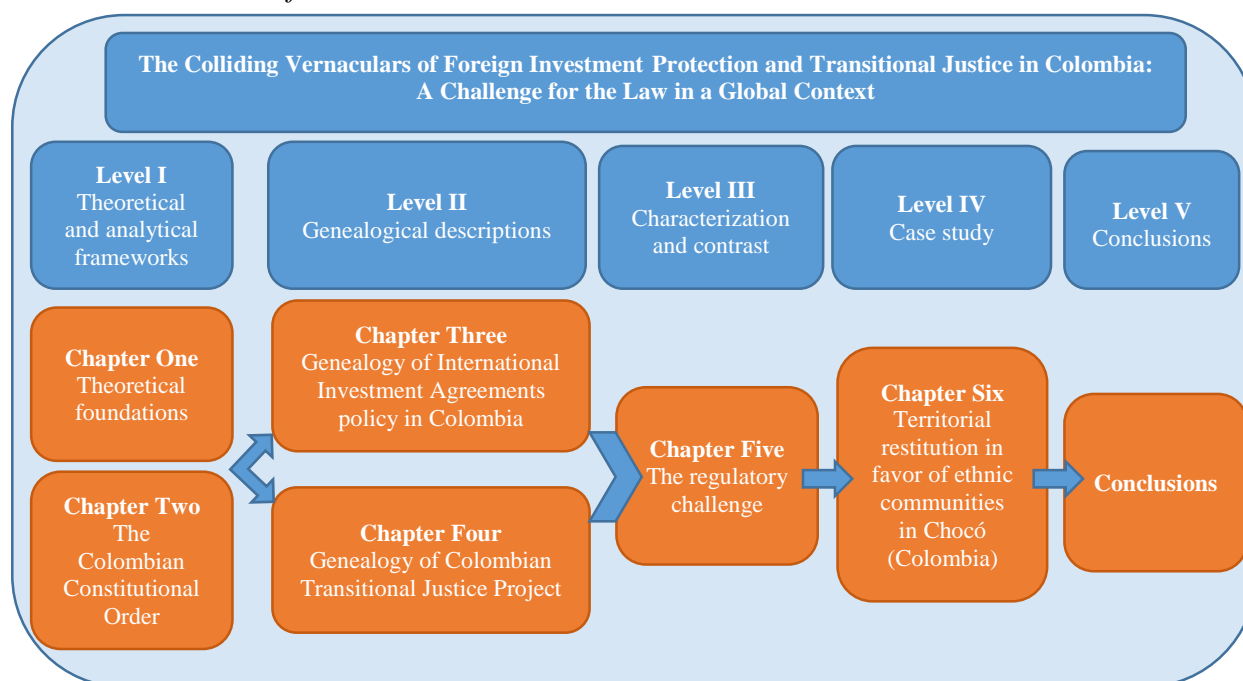 The Colliding Vernaculars of Foreign Investment Protection and Transitional Justice in Colombia:
A Challenge for the Law in a Global Context
Level I
Theoretical
and analytical
frameworks
Level II
Genealogical descriptions
Level III
Characterization
and contrast
Level IV
Case study
Level V
Conclusions
Chapter One
Theoretical
foundations
Chapter Two
The
Colombian
Constitutional
Order
Chapter Three
Genealogy of International
Investment Agreements
policy in Colombia
Chapter Four
Genealogy of Colombian
Transitional Justice Project
Chapter Five
The regulatory
challenge
Chapter Six
Territorial
restitution in
favor of ethnic
communities
in Chocó
(Colombia)
Conclusions